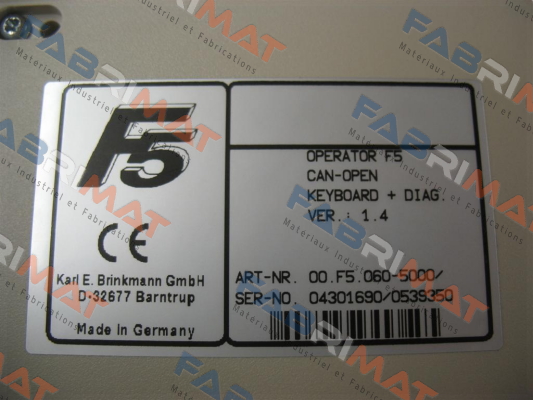 F5
CE
Karl E. Brinkmann GmbH
D-32677 Barntrup
Made in Germany
OPERATOR F5
CAN-OPEN
KEYBOARD + DIAG.
VER.: 1.4
ART-NR. 00.F5.060-5000/
SER-NO. 04301690/0539350
FABRIMAT
Materiaux Industriel et Fabrications